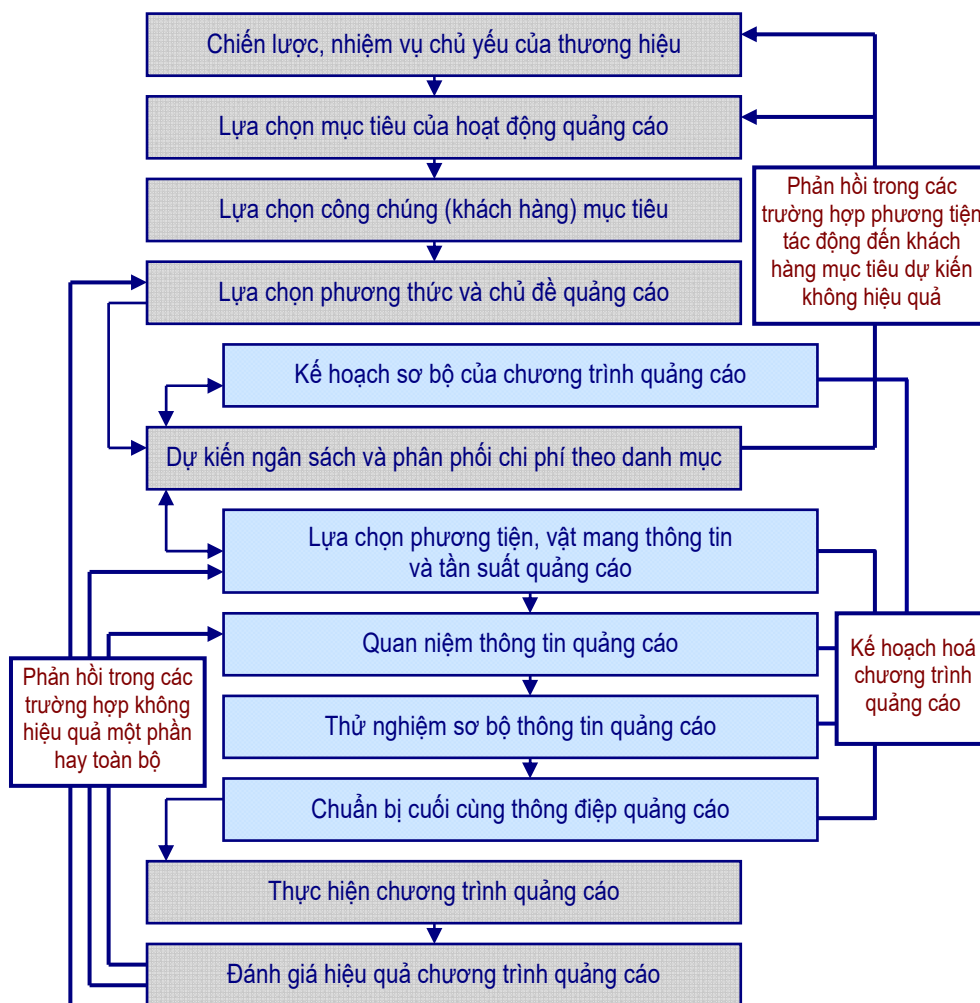 Chiến lược, nhiệm vụ chủ yếu của thương hiệu
Lựa chọn mục tiêu của hoạt động quảng cáo
Lựa chọn công chúng (khách hàng) mục tiêu
Lựa chọn phương thức và chủ đề quảng cáo
Phản hồi trong các
trường hợp phương tiện
tác động đến khách
hàng mục tiêu dự kiến
không hiệu quả
Kế hoạch sơ bộ của chương trình quảng cáo
Dự kiến ngân sách và phân phối chi phí theo danh mục
Lựa chọn phương tiện, vật mang thông tin
và tần suất quảng cáo
Quan niệm thông tin quảng cáo
Thử nghiệm sơ bộ thông tin quảng cáo
Chuẩn bị cuối cùng thông điệp quảng cáo
Kế hoạch hoá
chương trình
quảng cáo
Phản hồi trong các
trường hợp không
hiệu quả một phần
hay toàn bộ
Thực hiện chương trình quảng cáo
Đánh giá hiệu quả chương trình quảng cáo